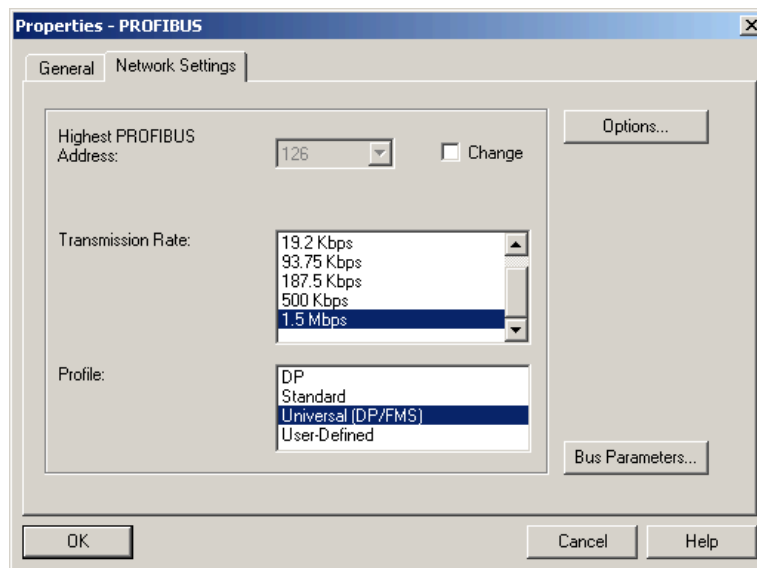 Properties - PROFIBUS
General
Network Settings
Highest PROFIBUS
Address:
126
Change
Options...
Transmission Rate:
19.2 Kbps
93.75 Kbps
187.5 Kbps
500 Kbps
1.5 Mbps
Profile:
DP
Standard
Universal (DP/FMS)
User-Defined
Bus Parameters...
OK
Cancel
Help